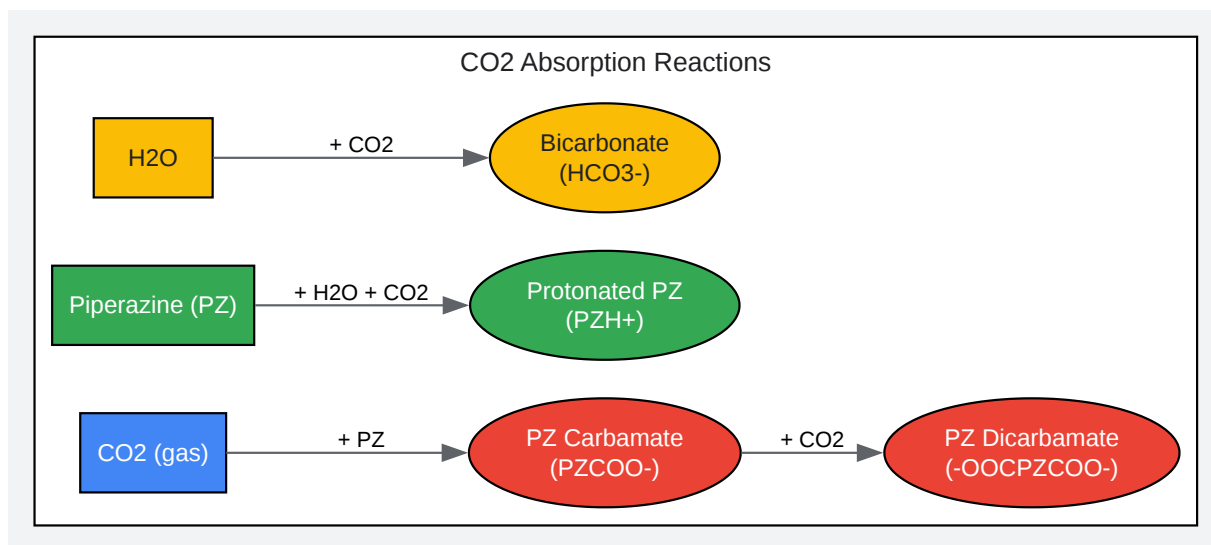 CO2 Absorption Reactions
H2O
+ CO2
Bicarbonate
(HCO3-)
Piperazine (PZ)
+ H2O + CO2
Protonated PZ
(PZH+)
CO2 (gas)
+ PZ
PZ Carbamate
(PZCOO-)
+ CO2
PZ Dicarbamate
(-OOCPZCOO-)